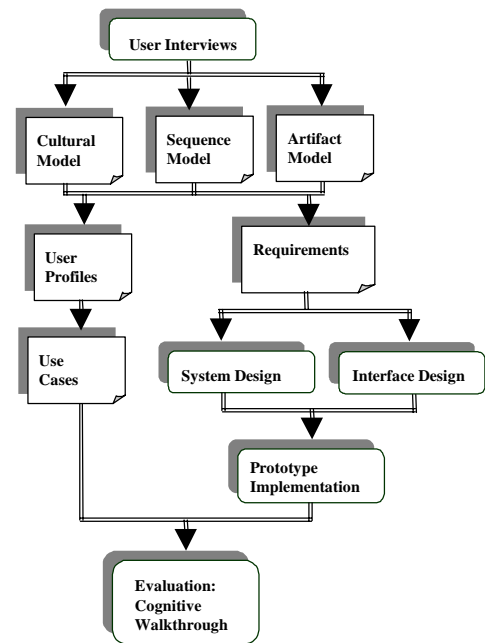 User Interviews
Cultural
Model
Sequence
Model
Artifact
Model
User
Profiles
Requirements
Use
Cases
System Design
Interface Design
Prototype
Implementation
Evaluation:
Cognitive
Walkthrough